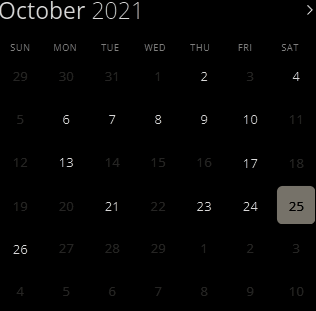 October 2021
SUN MON TUE WED THU FRI SAT
29 30 31 1 2 3 4
5 6 7 8 9 10 11
12 13 14 15 16 17 18
19 20 21 22 23 24 25
26 27 28 29 1 2 3
4 5 6 7 8 9 10